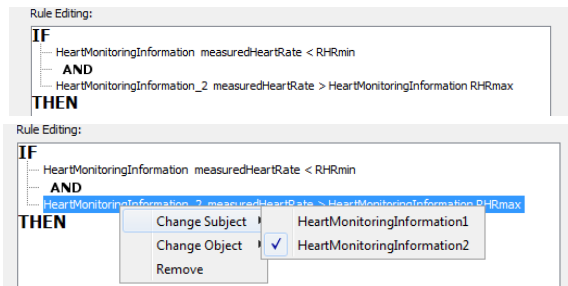 Rule Editing:
IF
HeartMonitoringInformation measuredHeartRate < RHRmin
AND
HeartMonitoringInformation_2 measuredHeartRate > HeartMonitoringInformation RHRmax
THEN
Rule Editing:
IF
HeartMonitoringInformation measuredHeartRate < RHRmin
AND
HeartMonitoringInformation_2 measuredHeartRate > HeartMonitoringInformation RHRmax
THEN
Change Subject
HeartMonitoringInformation1
Change Object
HeartMonitoringInformation2
Remove